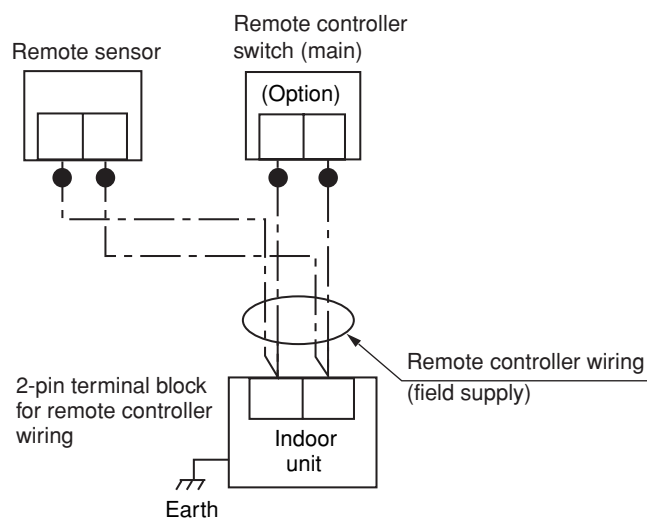 Remote sensor
Remote controller
switch (main)
(Option)
Remote controller wiring
(field supply)
2-pin terminal block
for remote controller
wiring
Indoor
unit
Earth